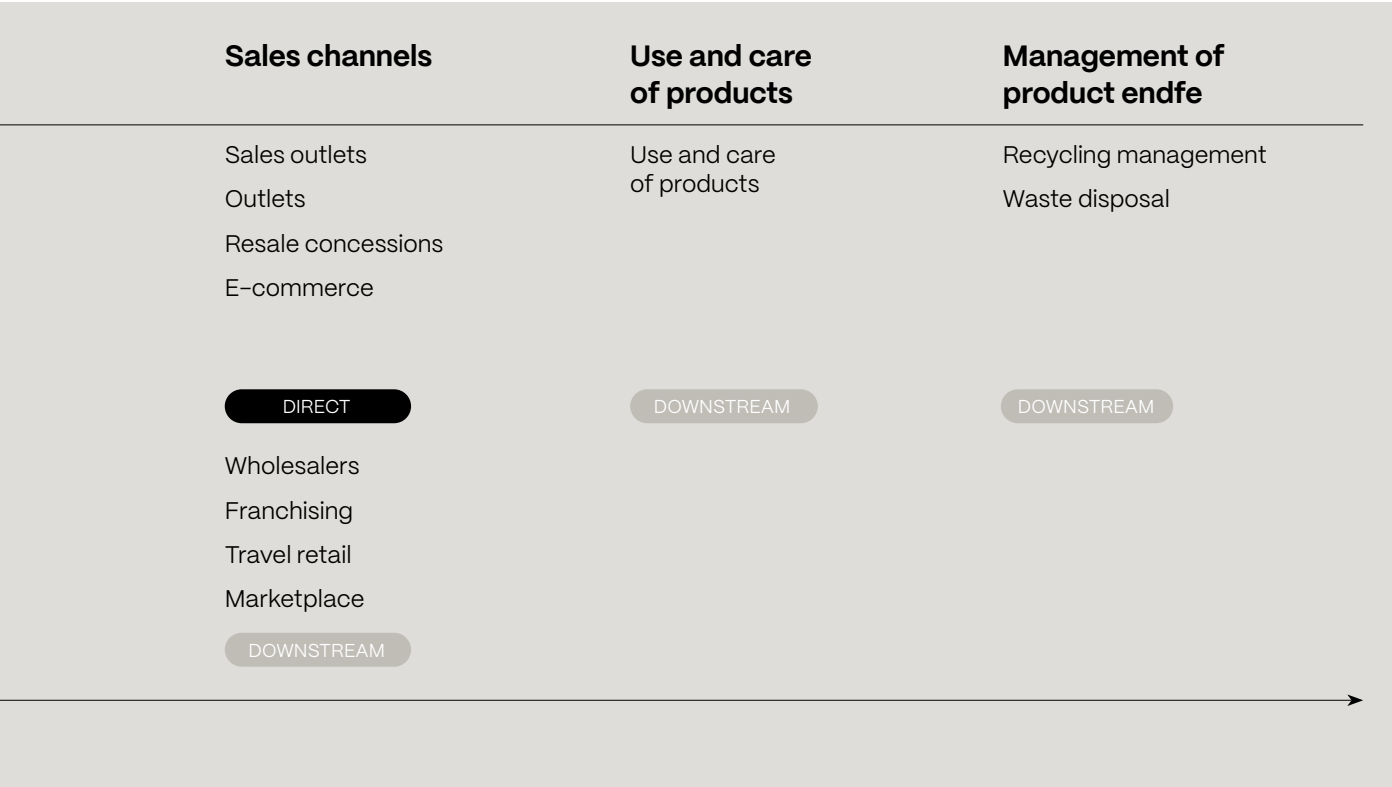 Sales channels
Use and care
of products
Management of
product endfe
Sales outlets
Outlets
Resale concessions
E-commerce
DIRECT
Wholesalers
Franchising
Travel retail
Marketplace
DOWNSTREAM
Use and care
of products
DOWNSTREAM
Recycling management
Waste disposal
DOWNSTREAM